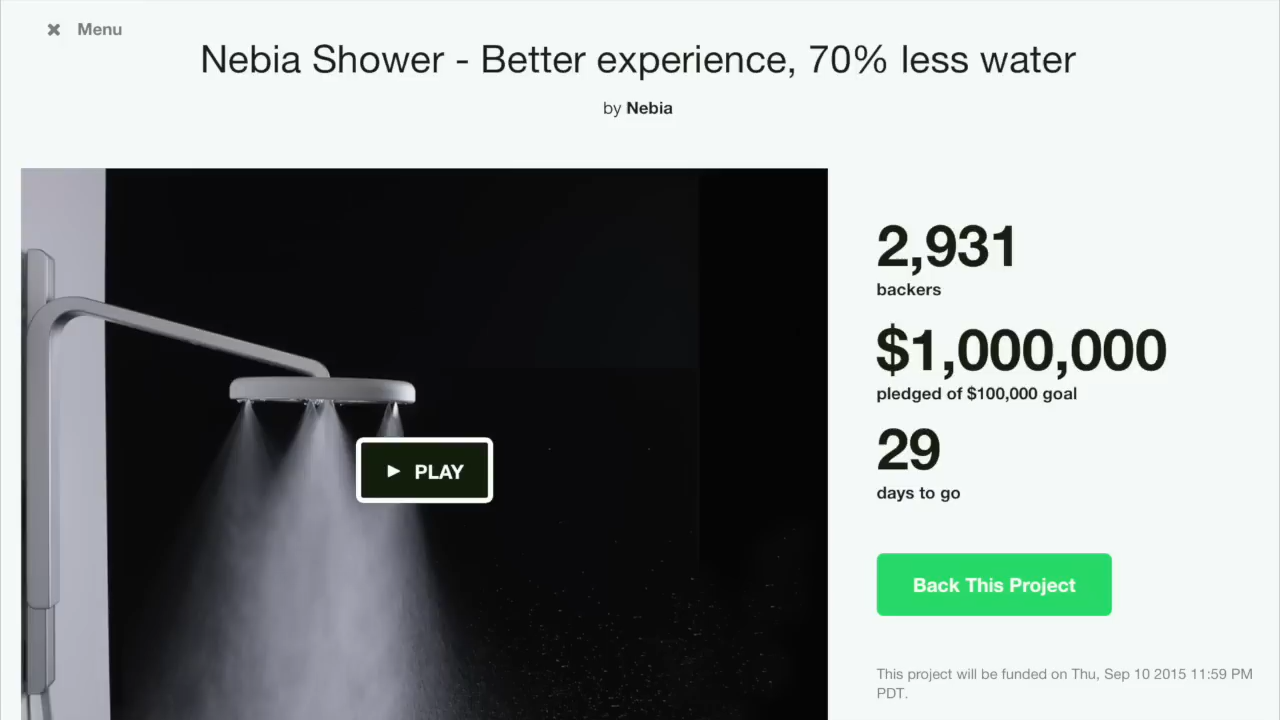 Menu
Nebia Shower - Better experience, 70% less water
by Nebia
2,931
backers
$1,000,000
pledged of $100,000 goal
29
days to go
PLAY
Back This Project
This project will be funded on Thu, Sep 10 2015 11:59 PM
PDT.